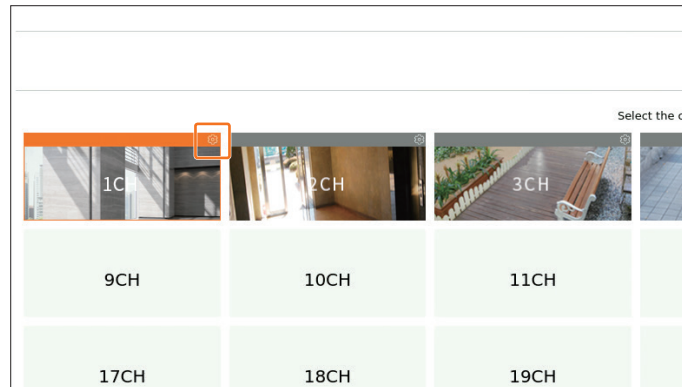 Select the c
1CH
2CH
3CH
9CH
10CH
11CH
17CH
18CH
19CH